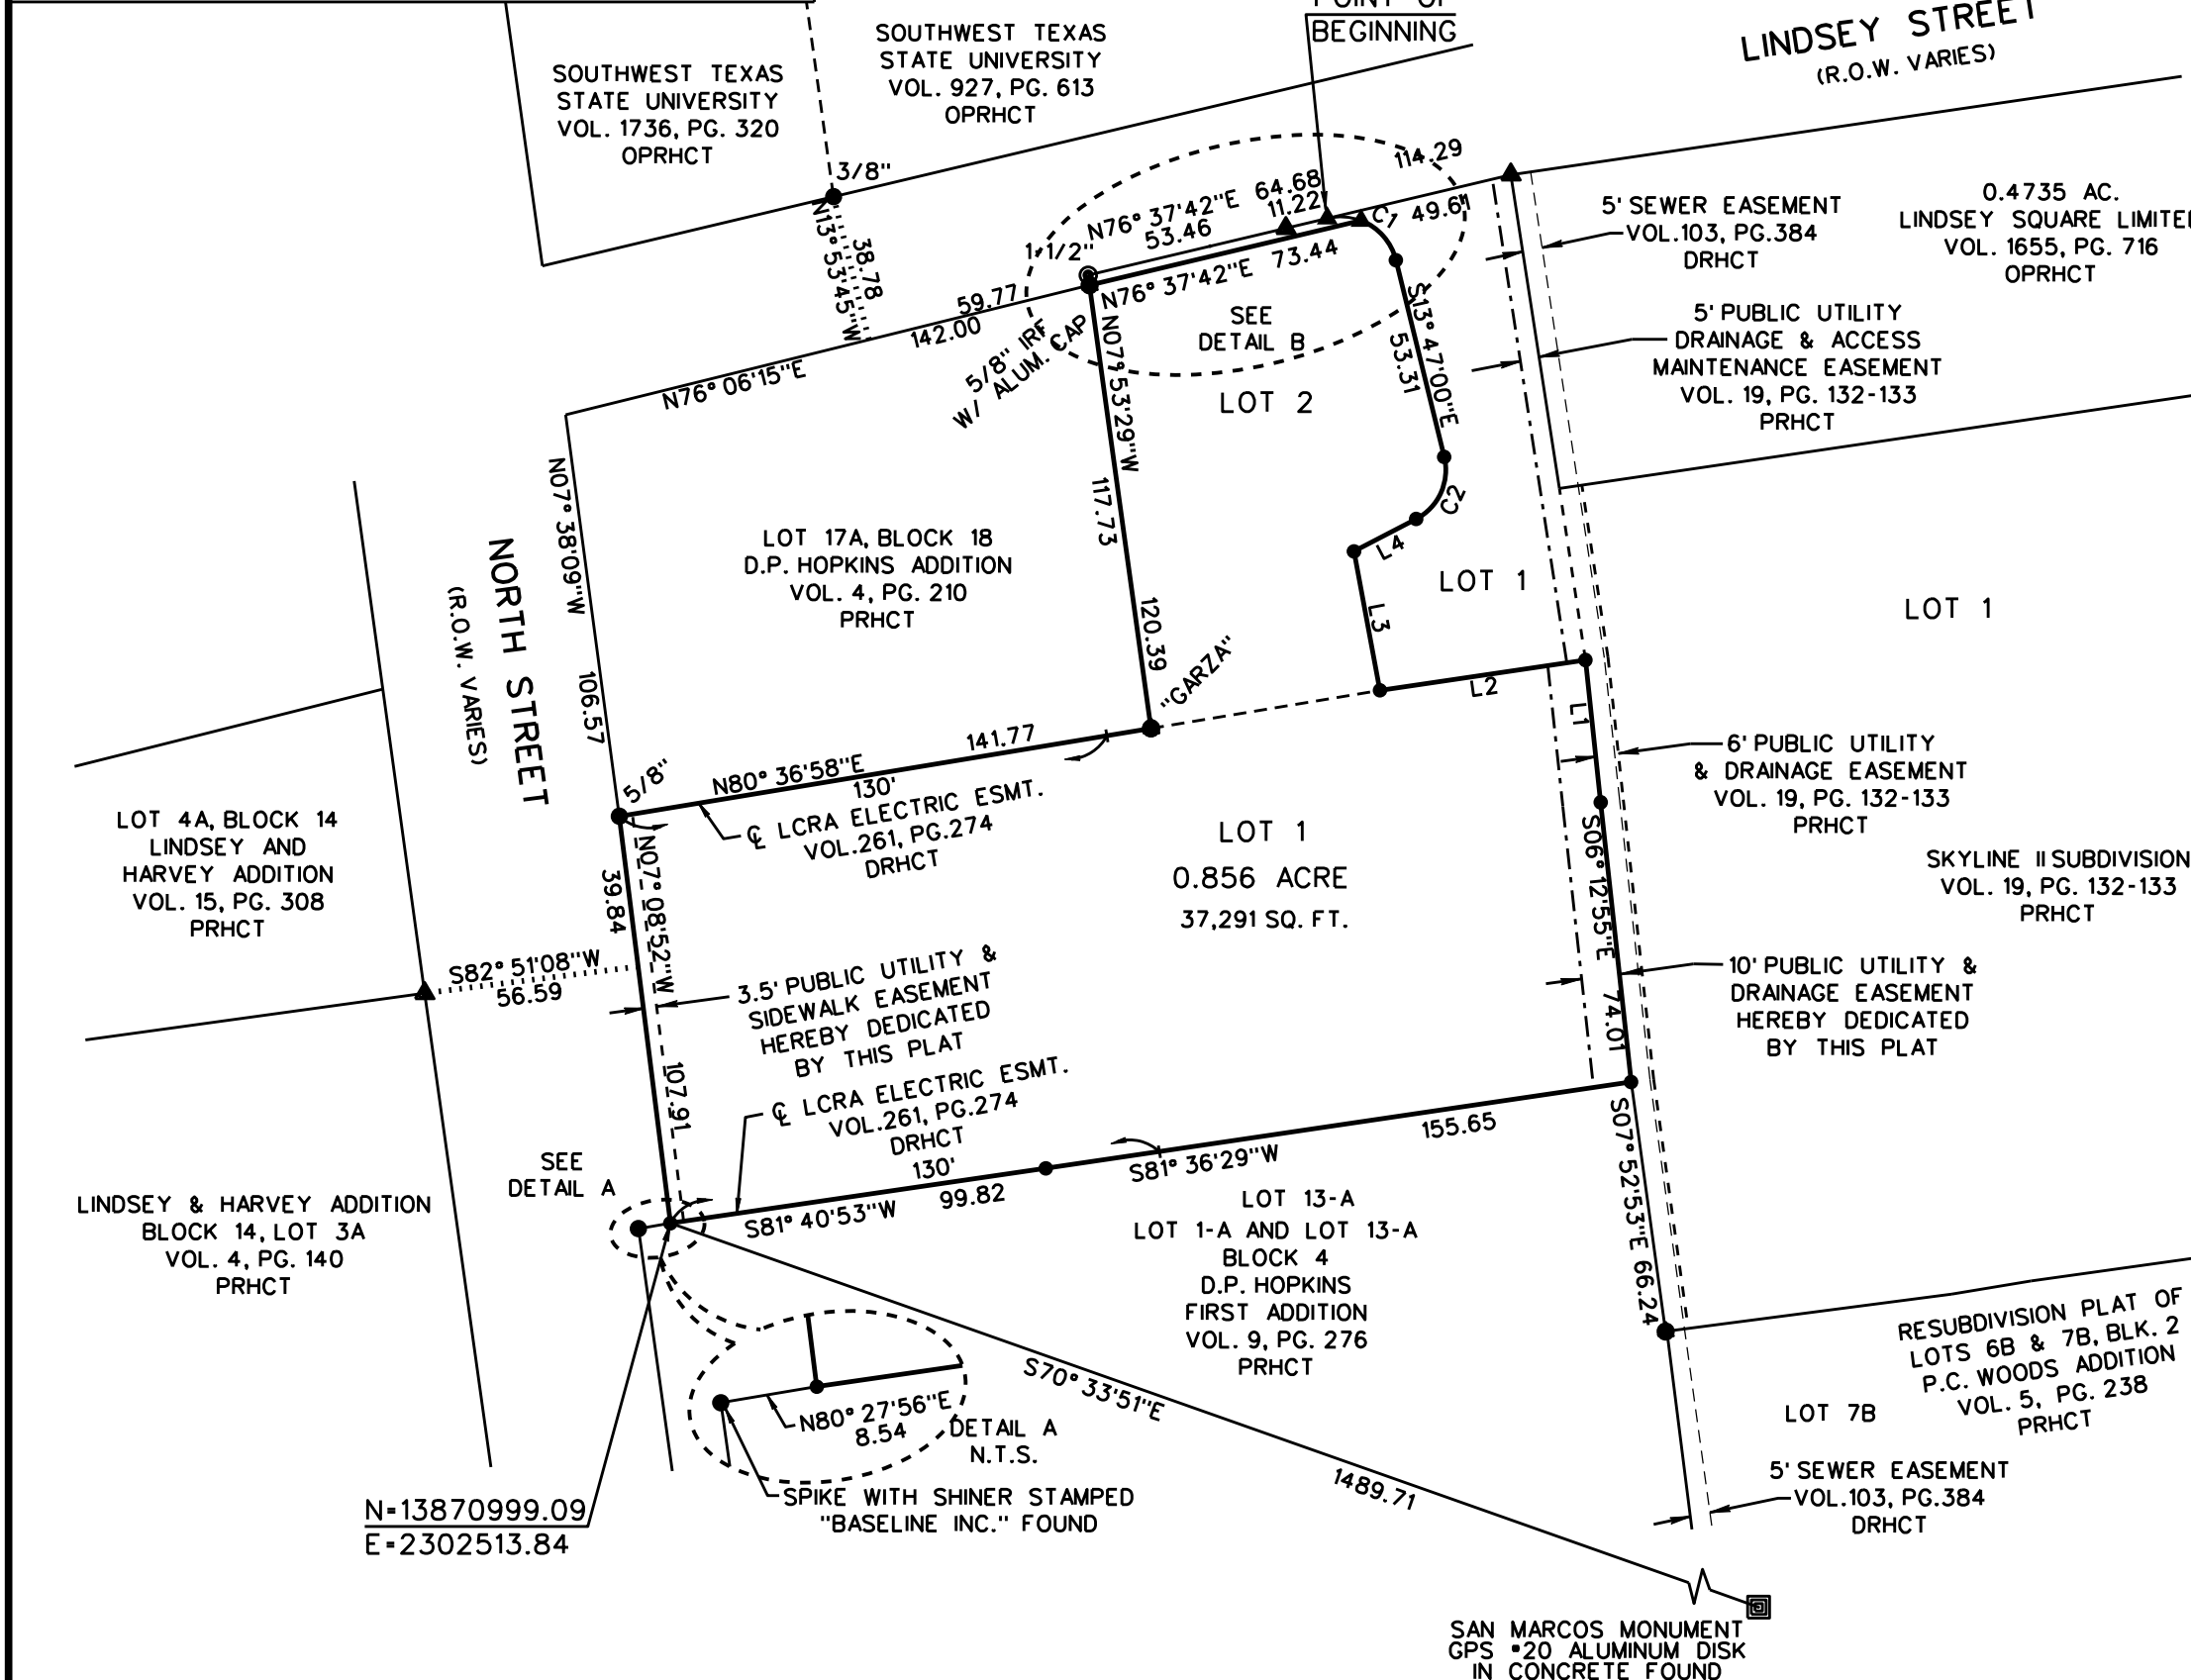 SOUTHWEST TEXAS
STATE UNIVERSITY
VOL. 1736, PG. 320
OPRHCT
SOUTHWEST TEXAS
STATE UNIVERSITY
VOL. 927, PG. 613
OPRHCT
POINT OF
BEGINNING
LINDSEY STREET
(R.O.W. VARIES)
3/8"
N13° 53'45"W
38.78
114.29
N76° 37'42"E 64.68
11.22
53.46
C1
49.61
1-1/2"
N76° 37'42"E 73.44
5' SEWER EASEMENT
VOL.103, PG.384
DRHCT
0.4735 AC.
LINDSEY SQUARE LIMITE
VOL. 1655, PG. 716
OPRHCT
59.77
142.00
N76° 06'15"E
5/8" IRF
W/ ALUM. CAP
SEE
DETAIL B
LOT 2
S13° 47'00"E
53.31
5' PUBLIC UTILITY
DRAINAGE & ACCESS
MAINTENANCE EASEMENT
VOL. 19, PG. 132-133
PRHCT
N07° 53'29"W
117.73
120.39
C2
L4
L3
LOT 1
LOT 1
N07° 38'09"W
106.57
NORTH STREET
(R.O.W. VARIES)
LOT 17A, BLOCK 18
D.P. HOPKINS ADDITION
VOL. 4, PG. 210
PRHCT
"GARZA"
L2
L1
141.77
N80° 36'58"E
130'
5/8"
℄ LCRA ELECTRIC ESMT.
VOL.261, PG.274
DRHCT
6' PUBLIC UTILITY
& DRAINAGE EASEMENT
VOL. 19, PG. 132-133
PRHCT
LOT 4A, BLOCK 14
LINDSEY AND
HARVEY ADDITION
VOL. 15, PG. 308
PRHCT
LOT 1
0.856 ACRE
37,291 SQ. FT.
S06° 12'55"E
74.01
SKYLINE II SUBDIVISION
VOL. 19, PG. 132-133
PRHCT
39.84
N07° 08'52"W
107.91
S82° 51'08"W
56.59
3.5' PUBLIC UTILITY &
SIDEWALK EASEMENT
HEREBY DEDICATED
BY THIS PLAT
10' PUBLIC UTILITY &
DRAINAGE EASEMENT
HEREBY DEDICATED
BY THIS PLAT
℄ LCRA ELECTRIC ESMT.
VOL.261, PG.274
DRHCT
130'
99.82
S81° 40'53"W
155.65
S81° 36'29"W
S07° 52'53"E 66.24
SEE
DETAIL A
LINDSEY & HARVEY ADDITION
BLOCK 14, LOT 3A
VOL. 4, PG. 140
PRHCT
LOT 13-A
LOT 1-A AND LOT 13-A
BLOCK 4
D.P. HOPKINS
FIRST ADDITION
VOL. 9, PG. 276
PRHCT
RESUBDIVISION PLAT OF
LOTS 6B & 7B, BLK. 2
P.C. WOODS ADDITION
VOL. 5, PG. 238
PRHCT
LOT 7B
S70° 33'51"E
1489.71
N80° 27'56"E
8.54
DETAIL A
N.T.S.
SPIKE WITH SHINER STAMPED
"BASELINE INC." FOUND
N=13870999.09
E=2302513.84
5' SEWER EASEMENT
VOL.103, PG.384
DRHCT
SAN MARCOS MONUMENT
GPS #20 ALUMINUM DISK
IN CONCRETE FOUND